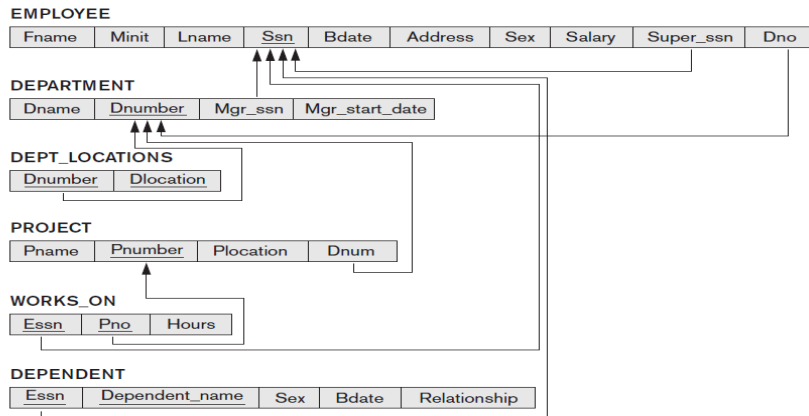 EMPLOYEE
Fname Minit Lname Ssn Bdate Address Sex Salary Super_ssn Dno
DEPARTMENT
Dname Dnumber Mgr_ssn Mgr_start_date
DEPT_LOCATIONS
Dnumber Dlocation
PROJECT
Pname Pnumber Plocation Dnum
WORKS_ON
Essn Pno Hours
DEPENDENT
Essn Dependent_name Sex Bdate Relationship